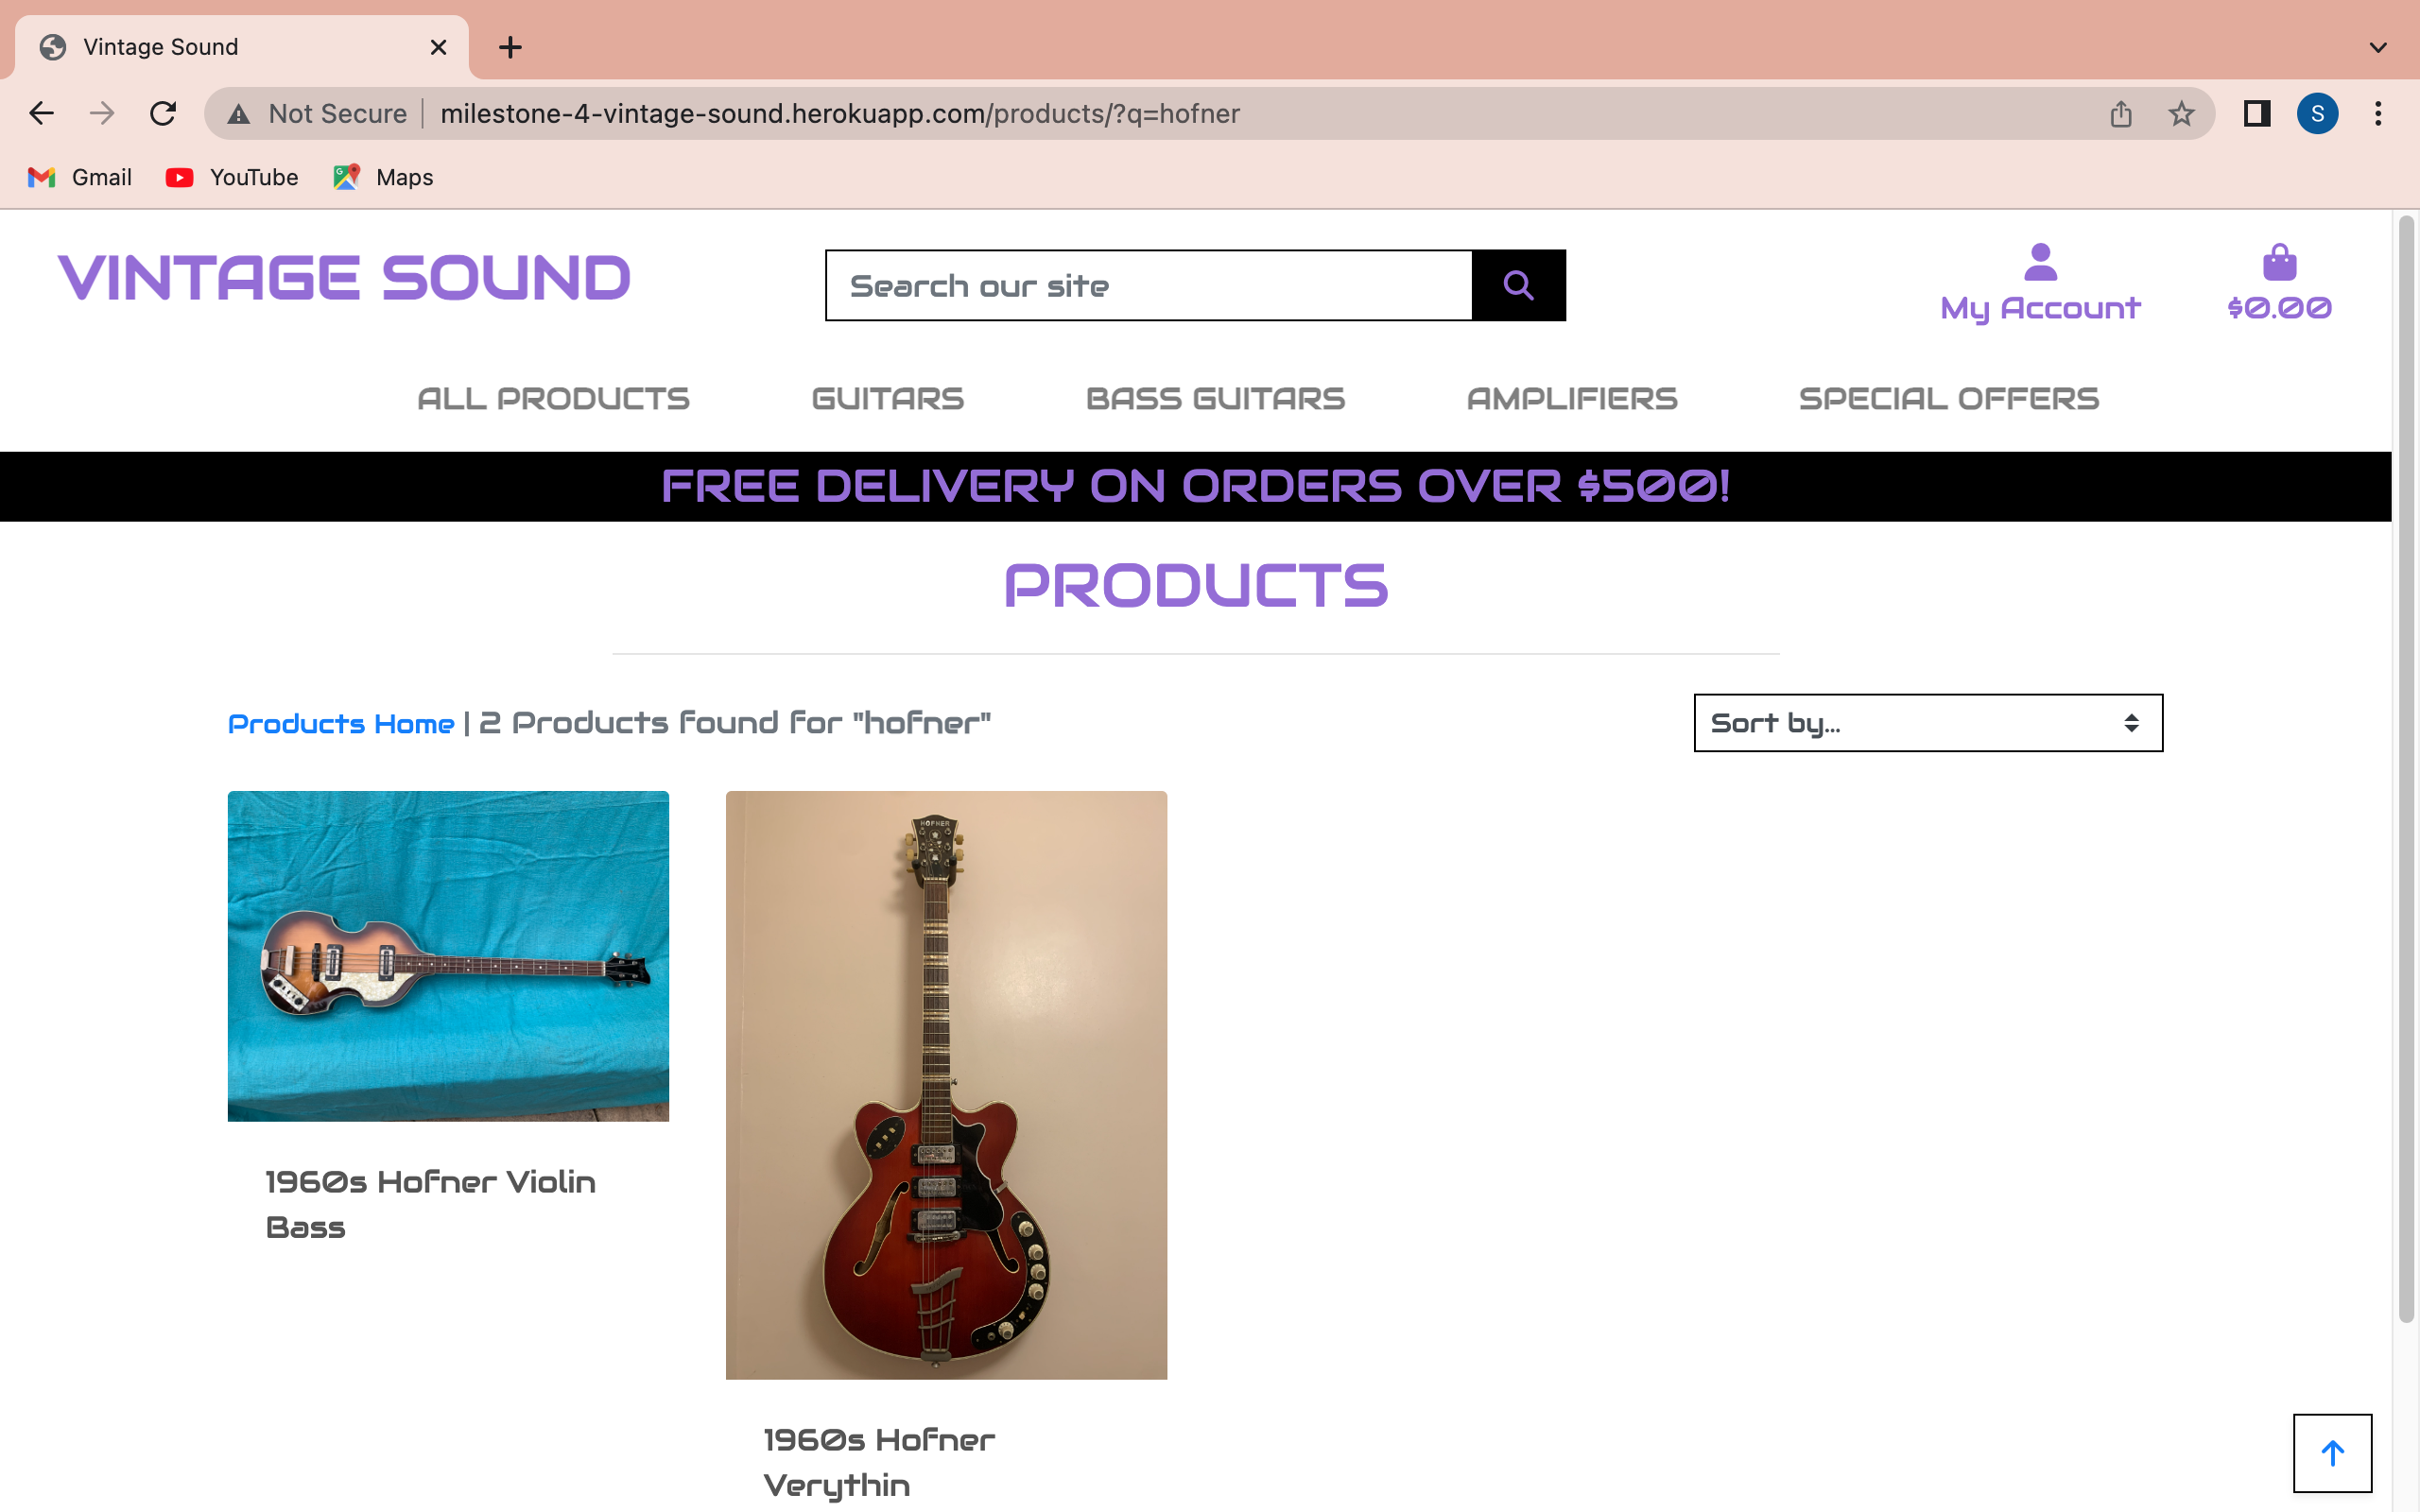 Vintage Sound
Not Secure | milestone-4-vintage-sound.herokuapp.com/products/?q=hofner
S
Gmail YouTube Maps
VINTAGE SOUND
Search our site
My Account
$0.00
ALL PRODUCTS GUITARS BASS GUITARS AMPLIFIERS SPECIAL OFFERS
FREE DELIVERY ON ORDERS OVER $500!
PRODUCTS
Products Home | 2 Products found for "hofner"
Sort by...
HOFNER
1960s Hofner Violin
Bass
1960s Hofner
Verythin